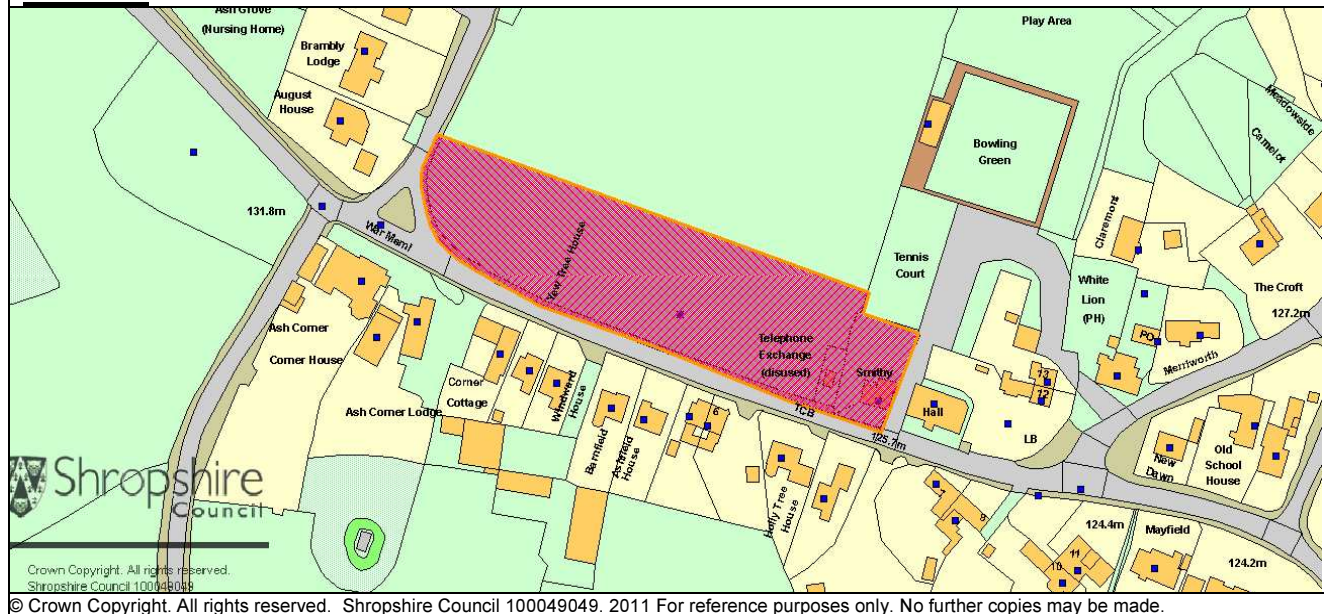 Ash Grove
(Nursing Home)
Brambly
Lodge
August
House
Play Area
Bowling
Green
Meadowside
Camelot
131.8m
War Meml
Yew Tree House
Tennis
Court
Claremont
White
Lion
(PH)
The Croft
127.2m
PO
Merriworth
Ash Corner
Corner House
Telephone
Exchange
(disused)
Smithy
13
12
Corner
Cottage
Windward
House
Ash Corner Lodge
TCB
Hall
125.7m
LB
Barnfield
Ashfield
House
6
Holly Tree
House
New
Dawn
Old
School
House
7
8
124.4m
Mayfield
11
10
124.2m
Shropshire
Council
Crown Copyright. All rights reserved.
Shropshire Council 100049049
© Crown Copyright. All rights reserved. Shropshire Council 100049049. 2011 For reference purposes only. No further copies may be made.